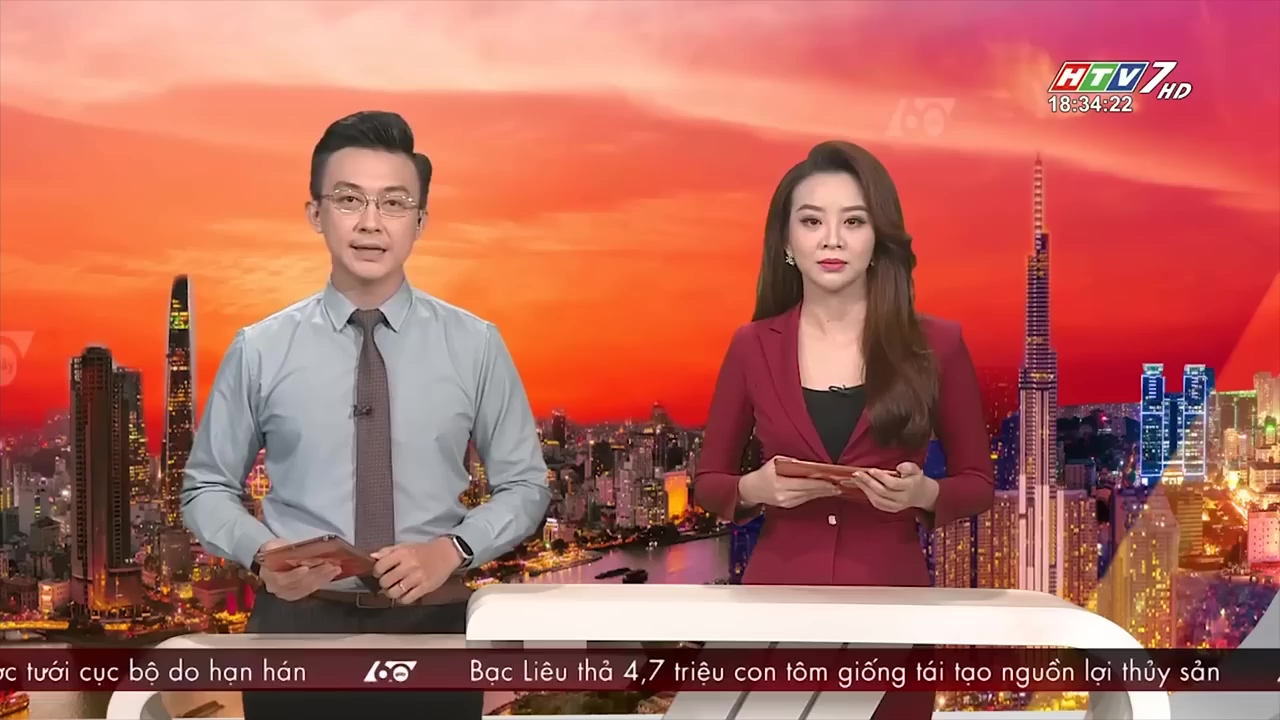 HTV7 HD
18:34:22
tưới cục bộ do hạn hán 60 Bạc Liêu thả 4,7 triệu con tôm giống tái tạo nguồn lợi thủy sản